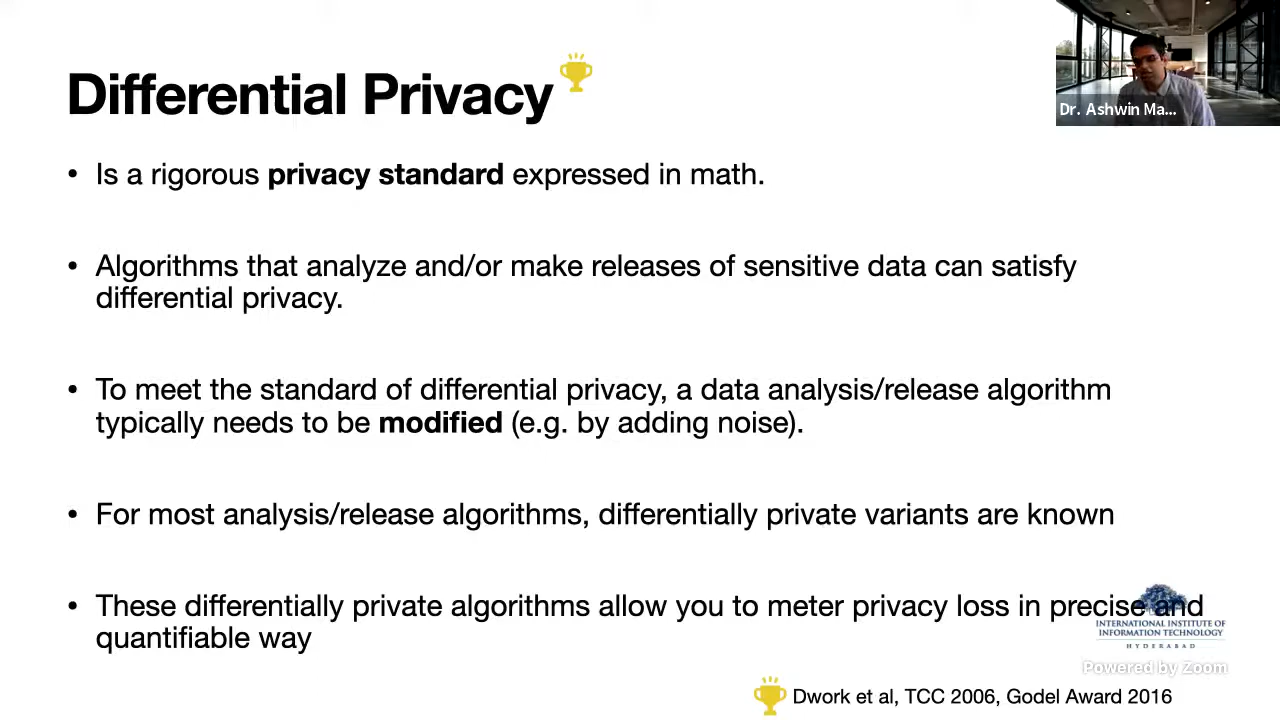 Differential Privacy
Dr. Ashwin Ma...
• Is a rigorous privacy standard expressed in math.
• Algorithms that analyze and/or make releases of sensitive data can satisfy
differential privacy.
• To meet the standard of differential privacy, a data analysis/release algorithm
typically needs to be modified (e.g. by adding noise).
• For most analysis/release algorithms, differentially private variants are known
• These differentially private algorithms allow you to meter privacy loss in precise and
quantifiable way
INTERNATIONAL INSTITUTE OF
INFORMATION TECHNOLOGY
HYDERABAD
Powered by Zoom
Dwork et al, TCC 2006, Godel Award 2016